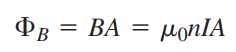 Φ_B = BA = μ₀nIA